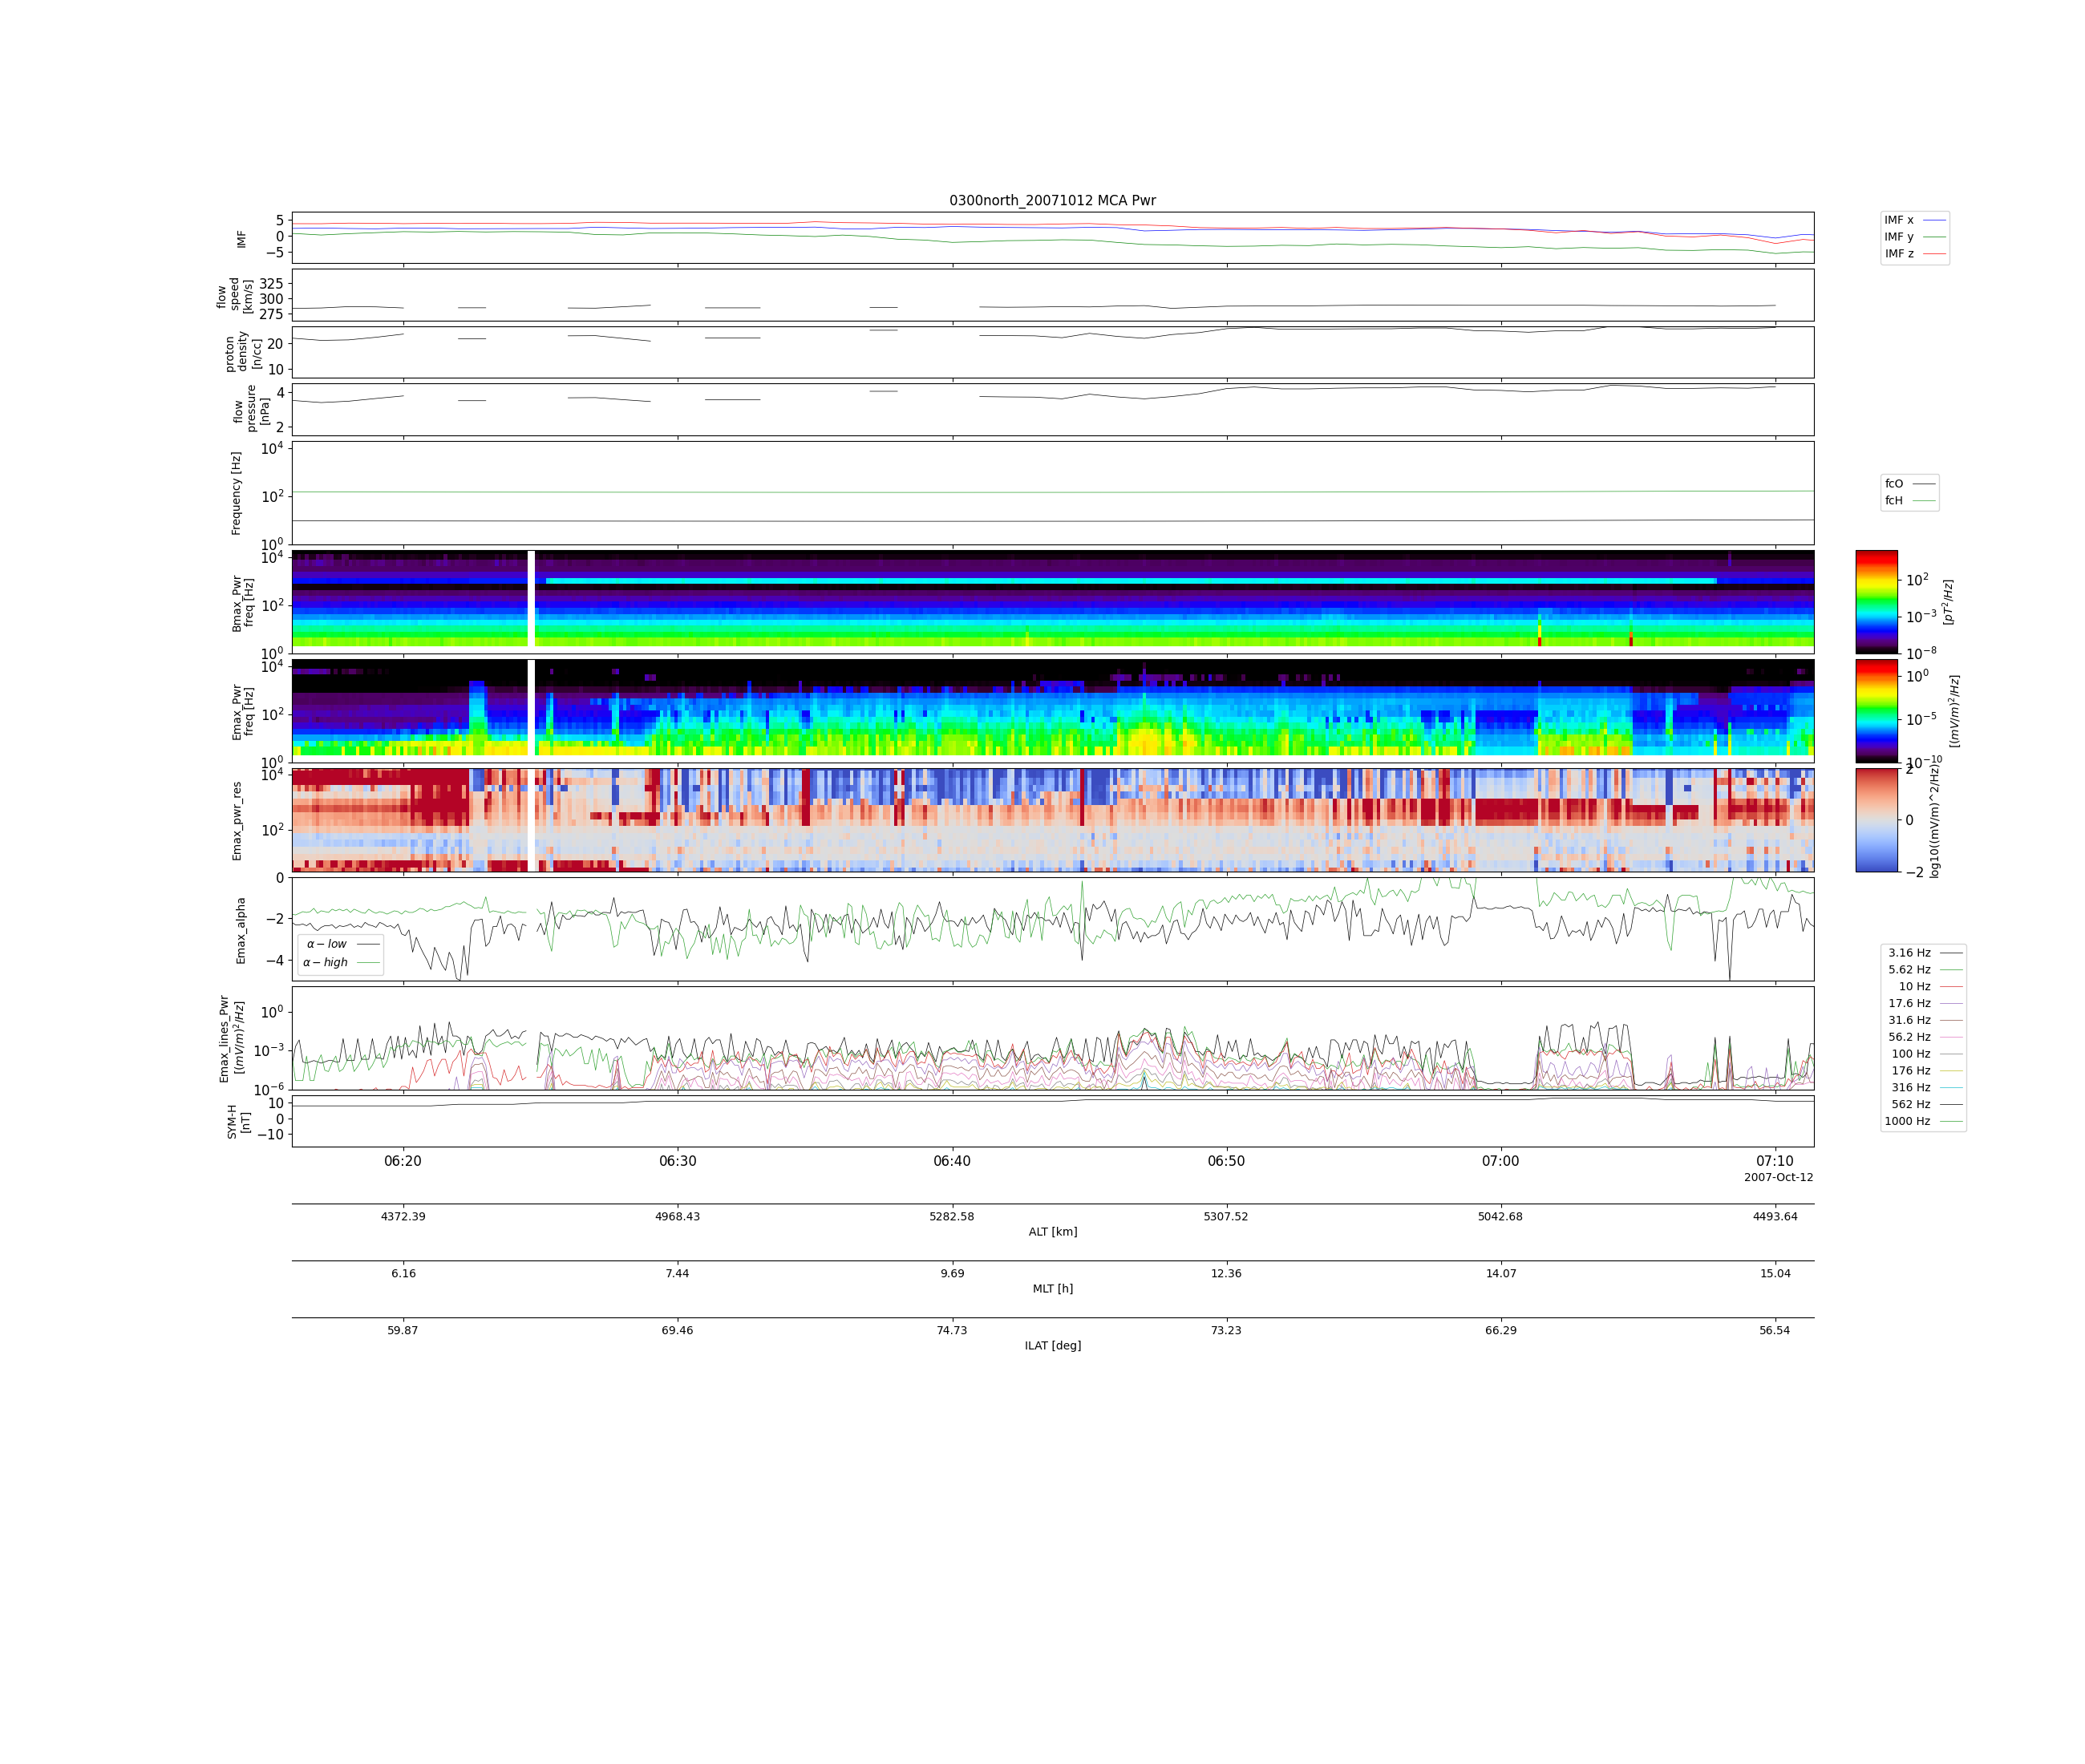 0300north_20071012 MCA Pwr
5
0
−5
IMF
IMF x
IMF y
IMF z
325
300
275
flow
speed
[km/s]
20
10
proton
density
[n/cc]
4
2
flow
pressure
[nPa]
10^4
10^2
10^0
Frequency [Hz]
fcO
fcH
10^4
10^2
10^0
Bmax_Pwr
freq [Hz]
10^2
10^-3
10^-8
[pT^2/Hz]
10^4
10^2
10^0
Emax_Pwr
freq [Hz]
10^0
10^-5
10^-10
[(mV/m)^2/Hz]
10^4
10^2
Emax_pwr_res
2
0
−2
log10((mV/m)^2/Hz)
0
−2
−4
Emax_alpha
α − low
α − high
10^0
10^-3
10^-6
Emax_lines_Pwr
[(mV/m)^2/Hz]
3.16 Hz
5.62 Hz
10 Hz
17.6 Hz
31.6 Hz
56.2 Hz
100 Hz
176 Hz
316 Hz
562 Hz
1000 Hz
10
0
−10
SYM-H
[nT]
06:20 06:30 06:40 06:50 07:00 07:10
2007-Oct-12
4372.39 4968.43 5282.58 5307.52 5042.68 4493.64
ALT [km]
6.16 7.44 9.69 12.36 14.07 15.04
MLT [h]
59.87 69.46 74.73 73.23 66.29 56.54
ILAT [deg]